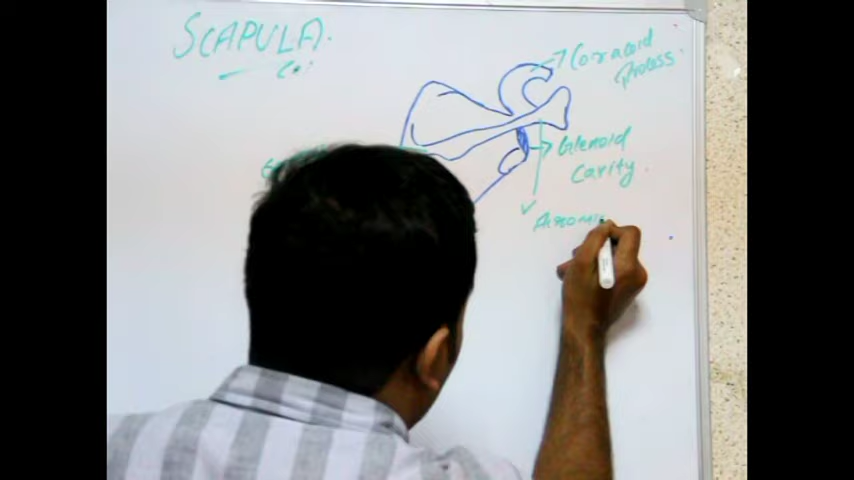 SCAPULA.
Coracoid
Process.
Glenoid
Cavity